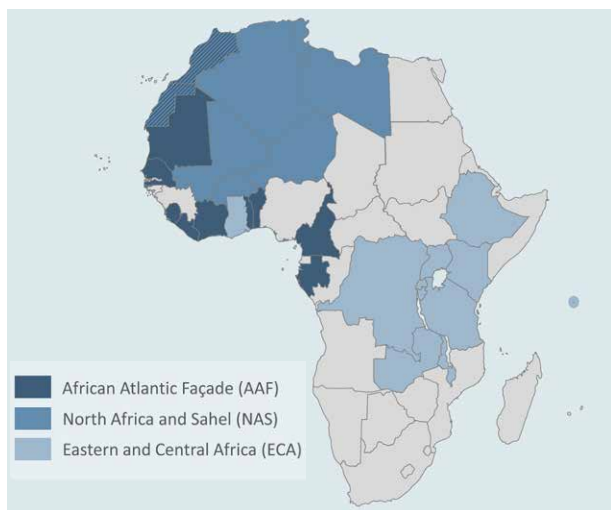 African Atlantic Façade (AAF)
North Africa and Sahel (NAS)
Eastern and Central Africa (ECA)